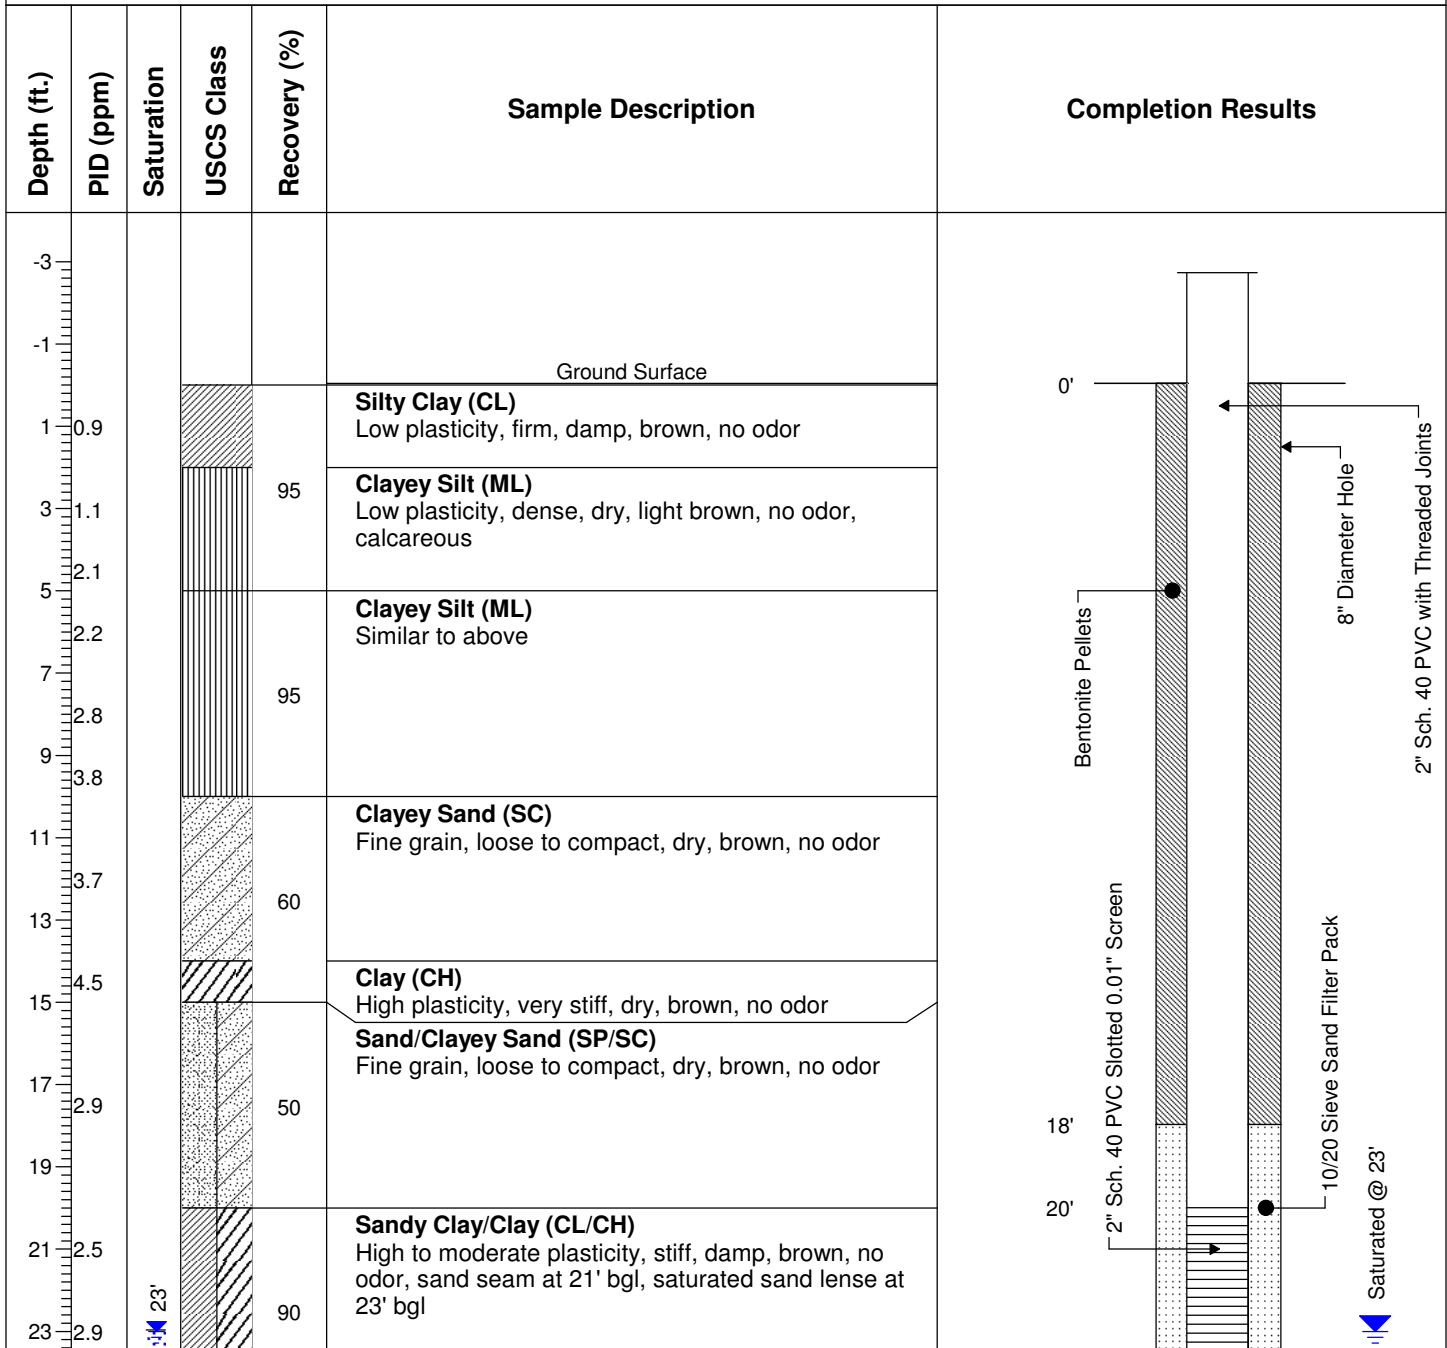 Depth (ft.)
PID (ppm)
Saturation
USCS Class
Recovery (%)
Sample Description
Completion Results
-3
-1
Ground Surface
0'
Silty Clay (CL)
1
0.9
Low plasticity, firm, damp, brown, no odor
2" Sch. 40 PVC with Threaded Joints
8" Diameter Hole
95
Clayey Silt (ML)
3
1.1
Low plasticity, dense, dry, light brown, no odor,
calcareous
2.1
5
Clayey Silt (ML)
2.2
Similar to above
Bentonite Pellets
7
95
2.8
9
3.8
Clayey Sand (SC)
11
Fine grain, loose to compact, dry, brown, no odor
3.7
60
13
2" Sch. 40 PVC Slotted 0.01" Screen
10/20 Sieve Sand Filter Pack
Clay (CH)
4.5
15
High plasticity, very stiff, dry, brown, no odor
Sand/Clayey Sand (SP/SC)
Fine grain, loose to compact, dry, brown, no odor
17
2.9
50
18'
19
20'
Saturated @ 23'
Sandy Clay/Clay (CL/CH)
21
2.5
High to moderate plasticity, stiff, damp, brown, no
odor, sand seam at 21' bgl, saturated sand lense at
23' bgl
23'
90
23
2.9